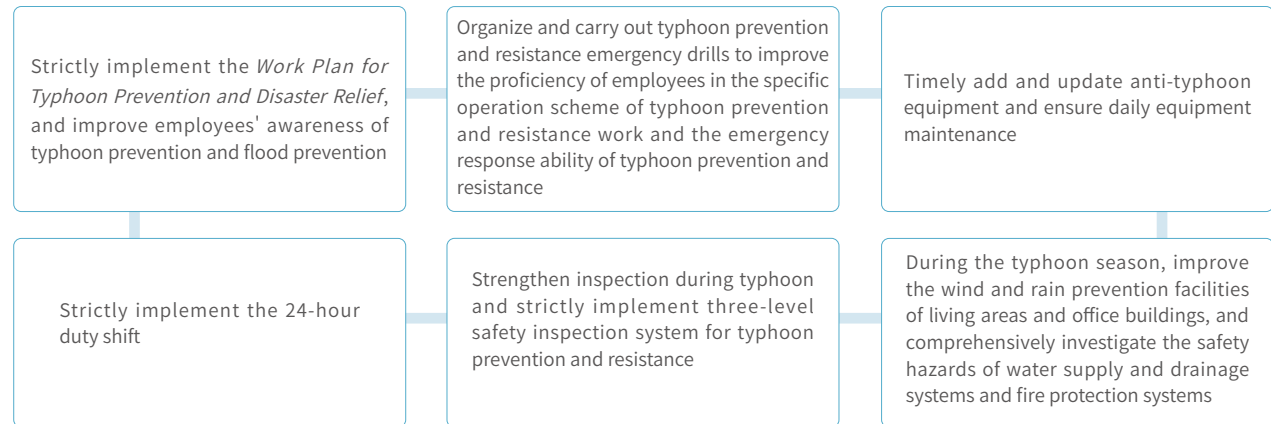 Strictly implement the Work Plan for
Typhoon Prevention and Disaster Relief,
and improve employees' awareness of
typhoon prevention and flood prevention
Organize and carry out typhoon prevention
and resistance emergency drills to improve
the proficiency of employees in the specific
operation scheme of typhoon prevention
and resistance work and the emergency
response ability of typhoon prevention and
resistance
Timely add and update anti-typhoon
equipment and ensure daily equipment
maintenance
Strictly implement the 24-hour
duty shift
Strengthen inspection during typhoon
and strictly implement three-level
safety inspection system for typhoon
prevention and resistance
During the typhoon season, improve
the wind and rain prevention facilities
of living areas and office buildings, and
comprehensively investigate the safety
hazards of water supply and drainage
systems and fire protection systems